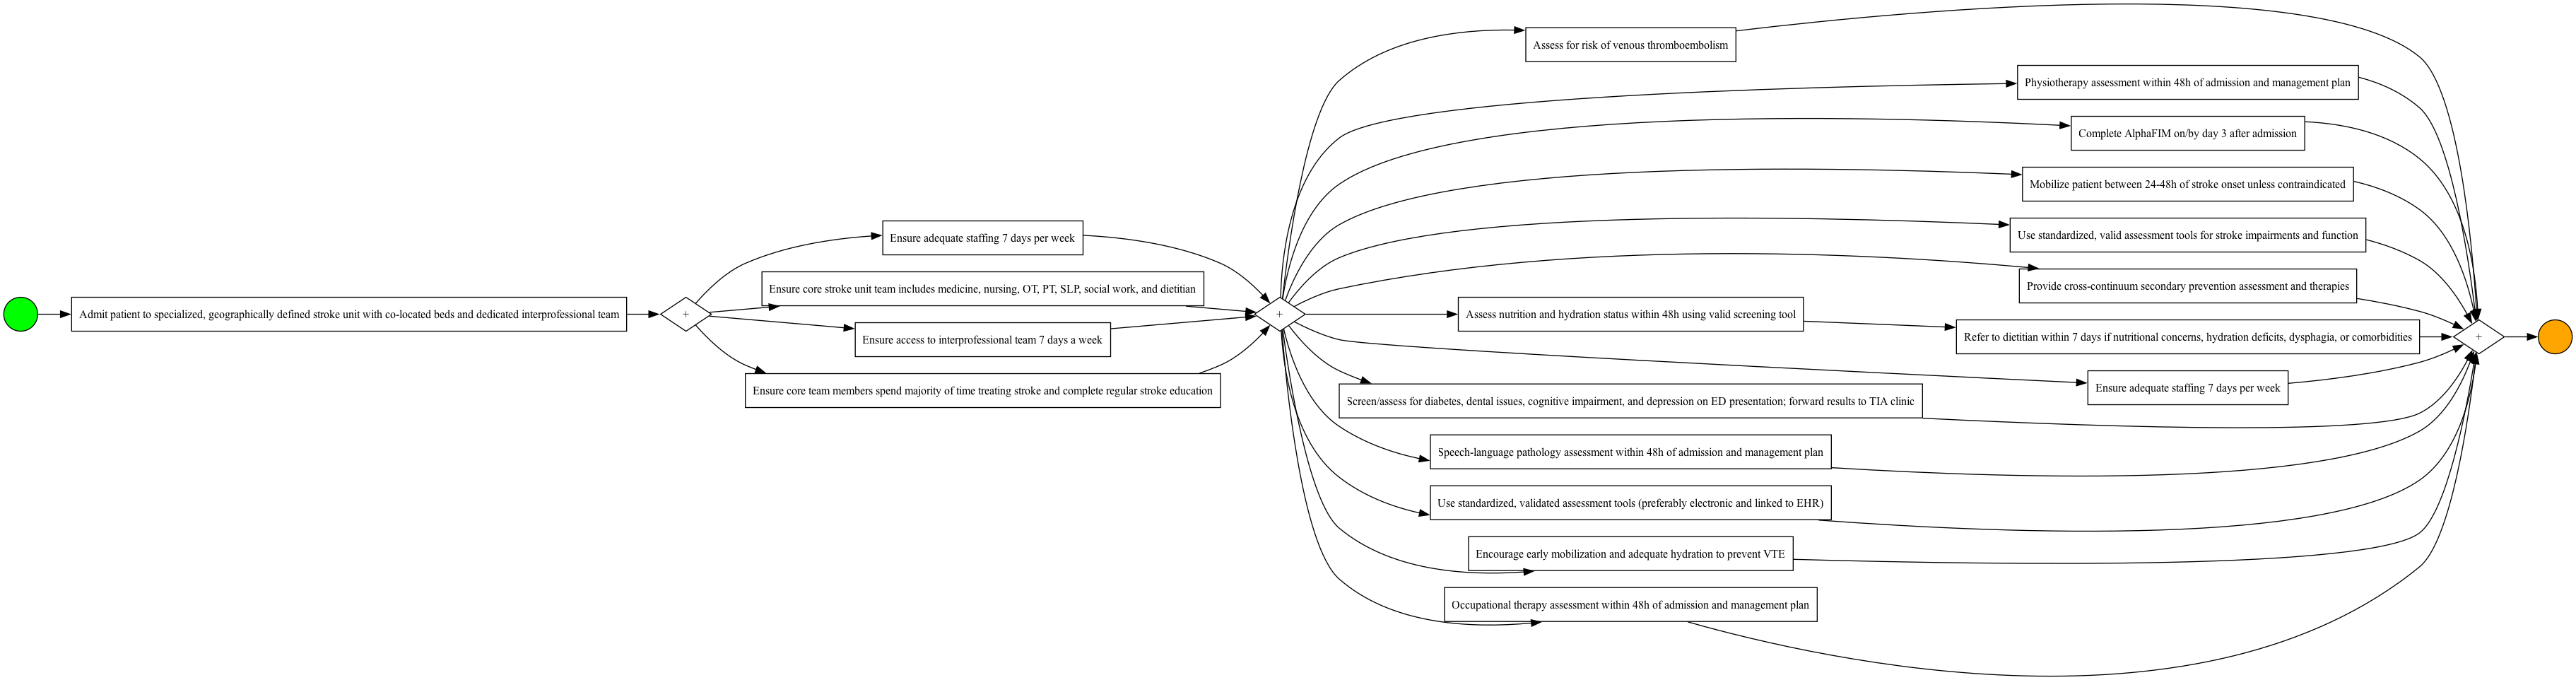 Admit patient to specialized, geographically defined stroke unit with co-located beds and dedicated interprofessional team
+
Ensure adequate staffing 7 days per week
Ensure core stroke unit team includes medicine, nursing, OT, PT, SLP, social work, and dietitian
Ensure access to interprofessional team 7 days a week
Ensure core team members spend majority of time treating stroke and complete regular stroke education
+
Assess for risk of venous thromboembolism
Physiotherapy assessment within 48h of admission and management plan
Complete AlphaFIM on/by day 3 after admission
Mobilize patient between 24-48h of stroke onset unless contraindicated
Use standardized, valid assessment tools for stroke impairments and function
Provide cross-continuum secondary prevention assessment and therapies
Assess nutrition and hydration status within 48h using valid screening tool
Refer to dietitian within 7 days if nutritional concerns, hydration deficits, dysphagia, or comorbidities
Ensure adequate staffing 7 days per week
Screen/assess for diabetes, dental issues, cognitive impairment, and depression on ED presentation; forward results to TIA clinic
Speech-language pathology assessment within 48h of admission and management plan
Use standardized, validated assessment tools (preferably electronic and linked to EHR)
Encourage early mobilization and adequate hydration to prevent VTE
Occupational therapy assessment within 48h of admission and management plan
+